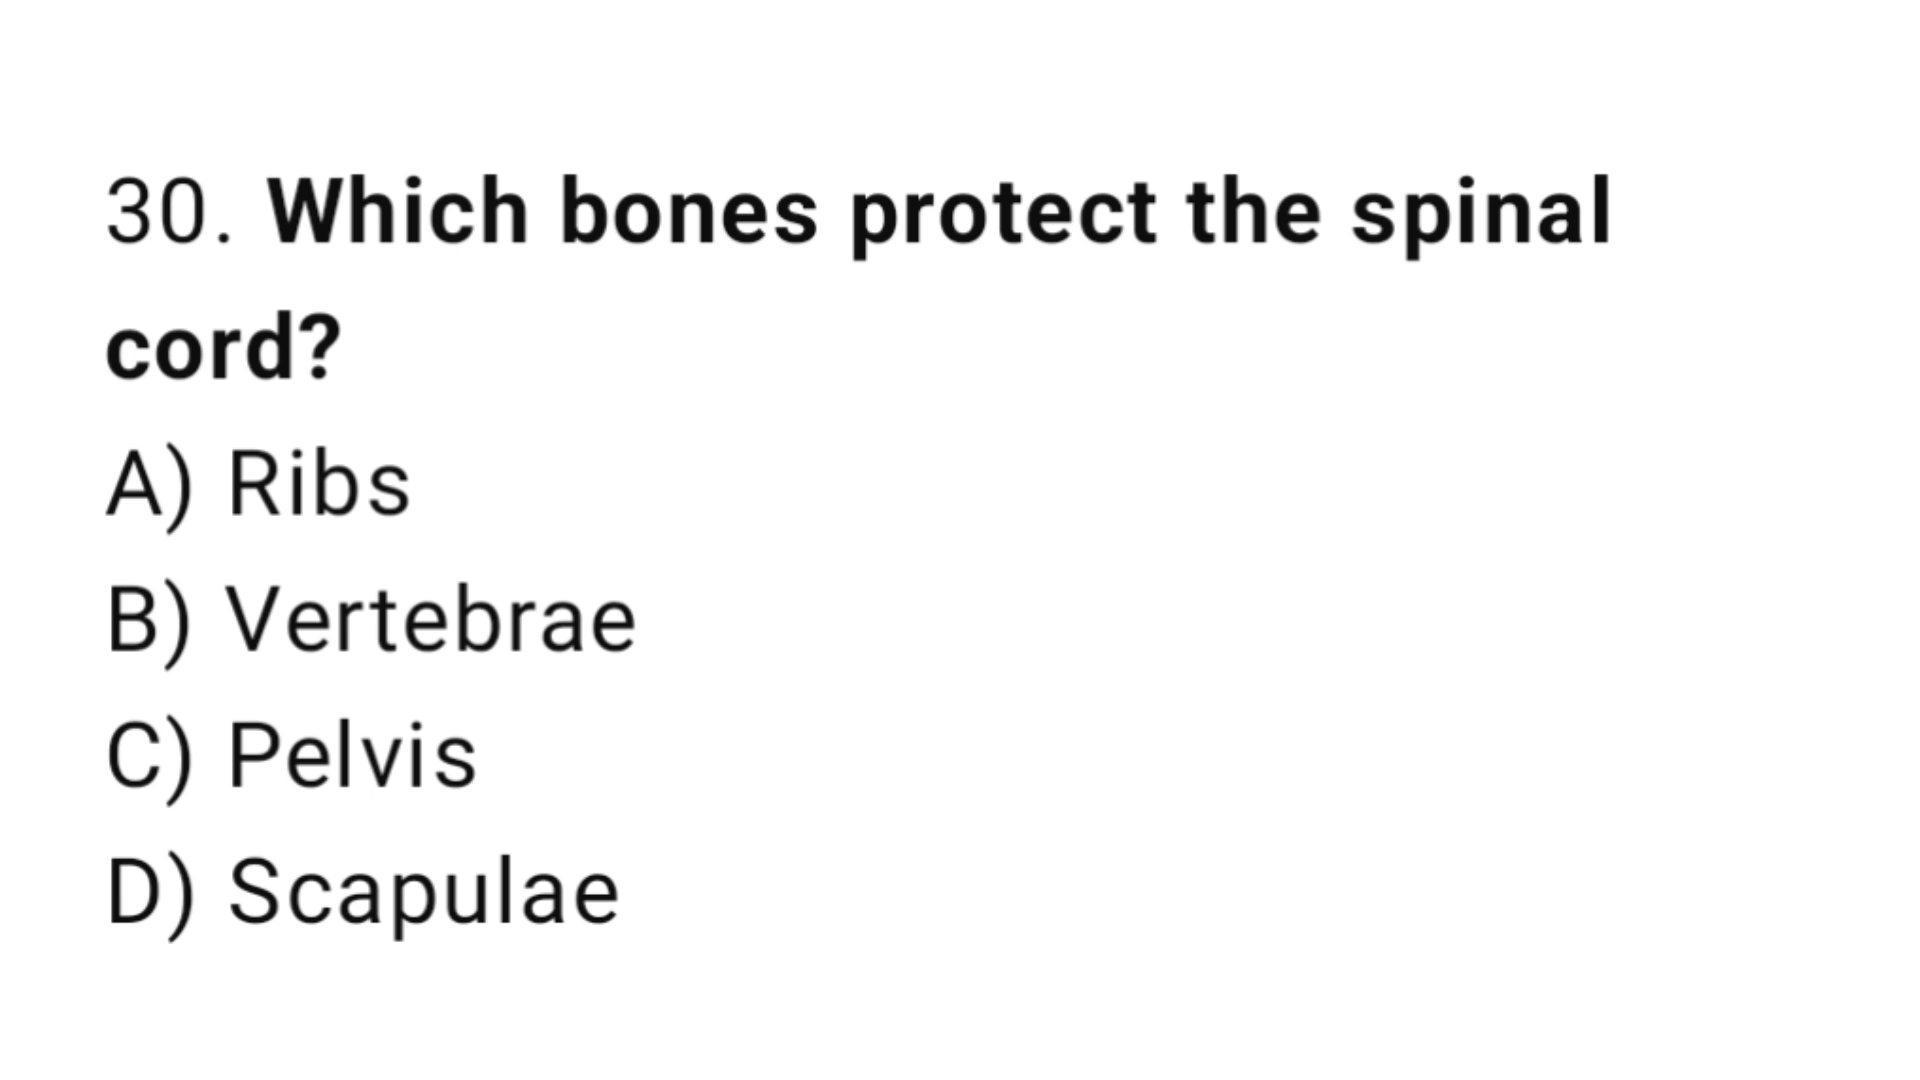 30. Which bones protect the spinal
cord?
A) Ribs
B) Vertebrae
C) Pelvis
D) Scapulae